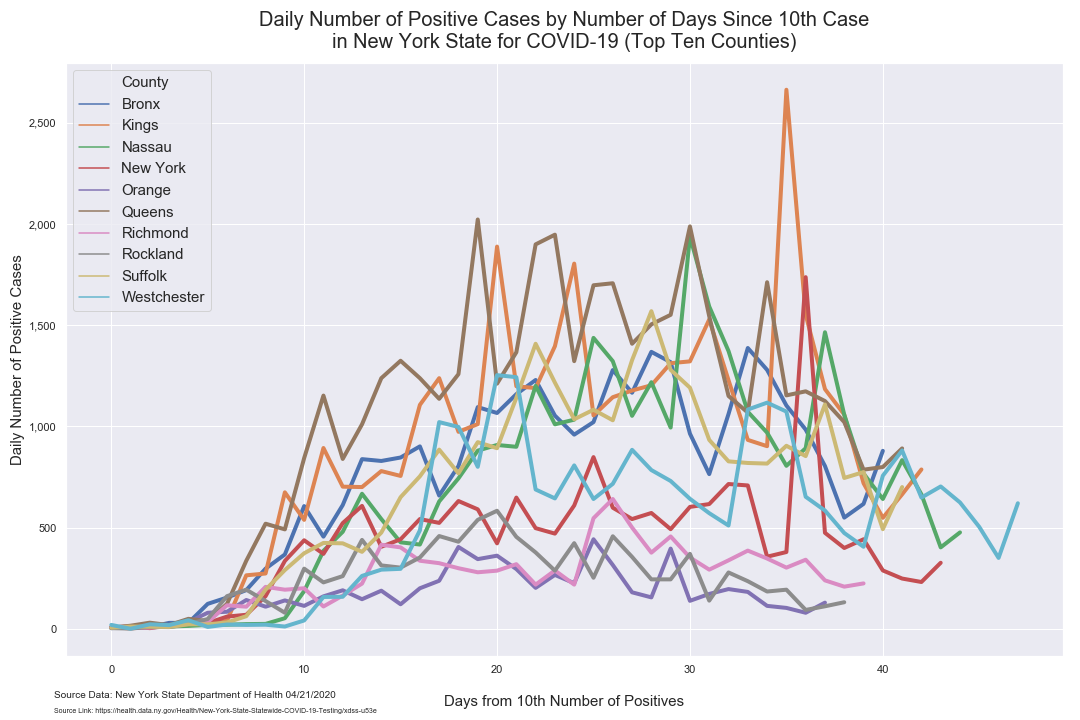 Daily Number of Positive Cases by Number of Days Since 10th Case
in New York State for COVID-19 (Top Ten Counties)
County
Bronx
Kings
Nassau
New York
Orange
Queens
Richmond
Rockland
Suffolk
Westchester
Daily Number of Positive Cases
2,500
2,000
1,500
1,000
500
0
0 10 20 30 40
Days from 10th Number of Positives
Source Data: New York State Department of Health 04/21/2020
Source Link: https://health.data.ny.gov/Health/New-York-State-Statewide-COVID-19-Testing/xdss-u53e